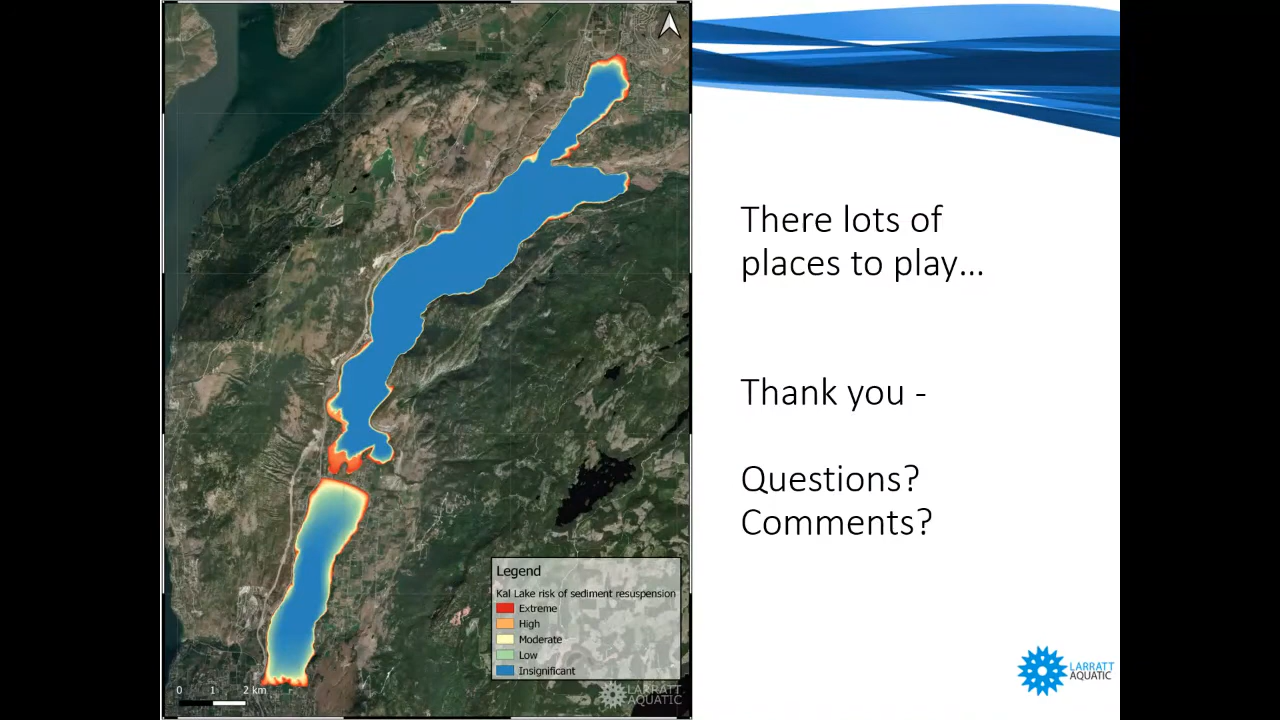 There lots of
places to play...
Thank you -
Questions?
Comments?
Legend
Kal Lake risk of sediment resuspension
Extreme
High
Moderate
Low
Insignificant
0 1 2 km
LARRATT
AQUATIC
LARRATT
AQUATIC